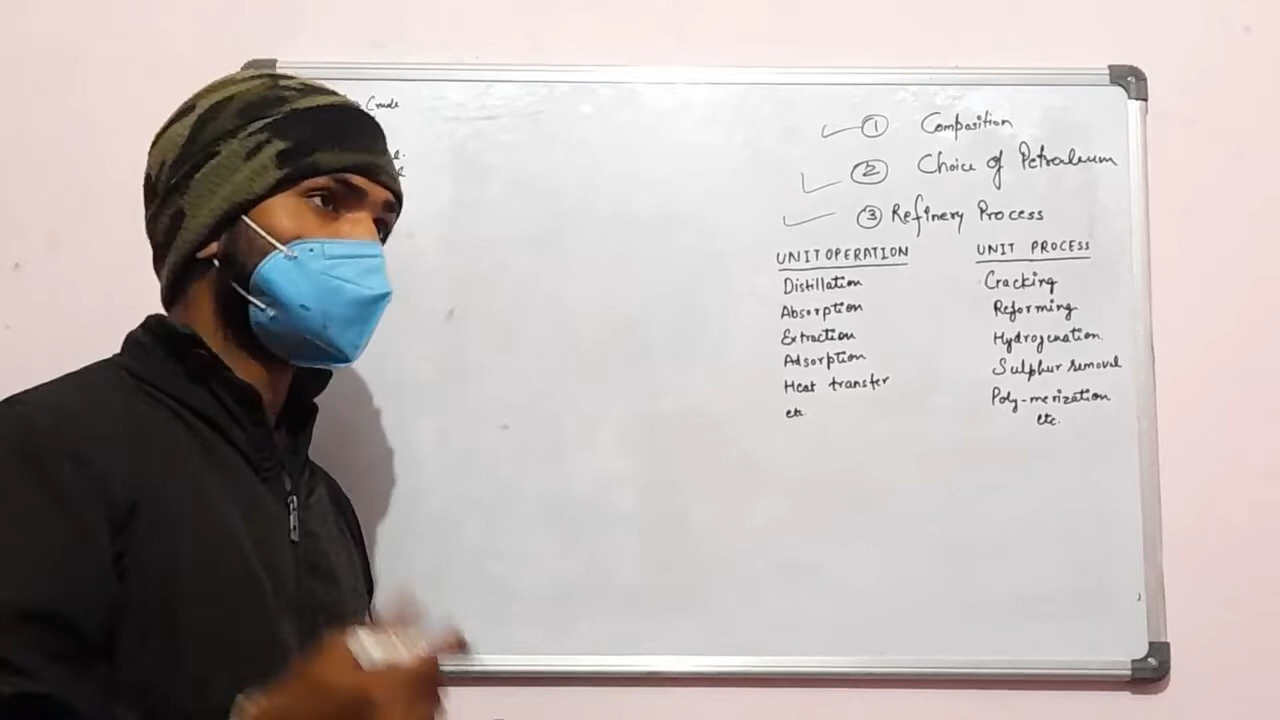 Crude
① Composition
② Choice of Petroleum
③ Refinery Process
UNIT OPERATION
Distillation
Absorption
Extraction
Adsorption
Heat transfer
etc
UNIT PROCESS
Cracking
Reforming
Hydrogenation
Sulphur removal
Poly-merization
etc.